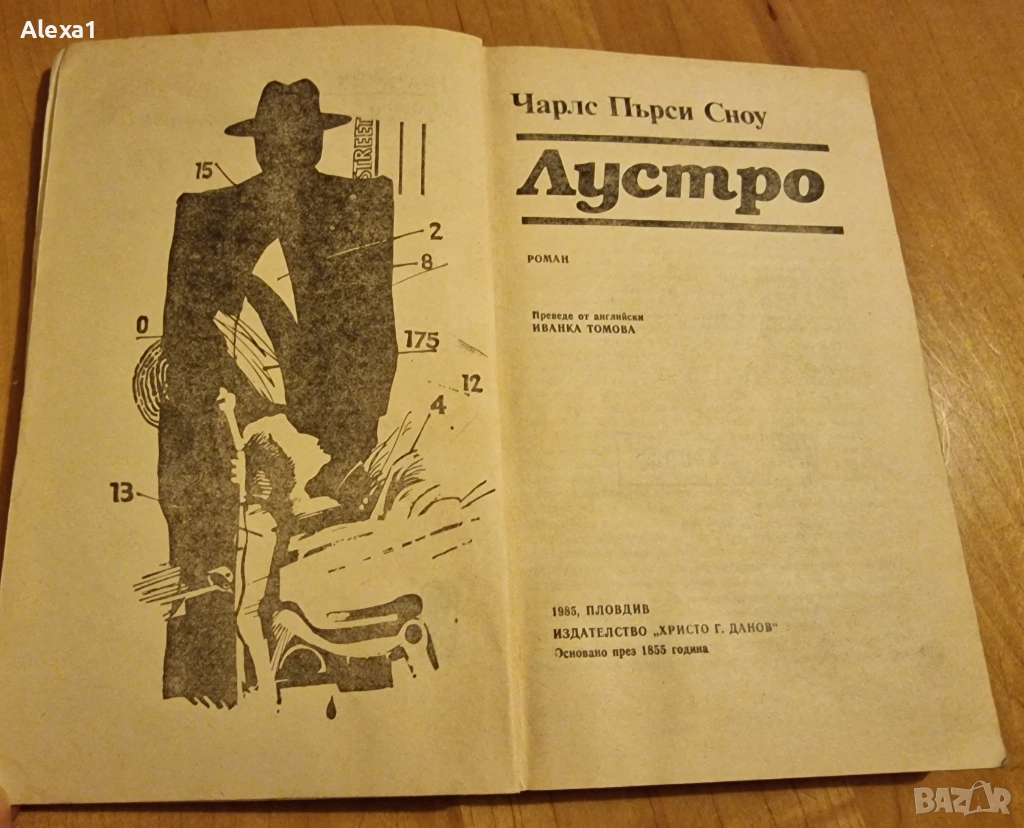 Alexa1
STREET
15
2
8
0
175
12
4
13
Чарлс Пърси Сноу
Лустро
РОМАН
Преведе от английски
ИВАНКА ТОМОВА
1985, ПЛОВДИВ
ИЗДАТЕЛСТВО „ХРИСТО Г. ДАНОВ“
Основано през 1855 година
BAZAR